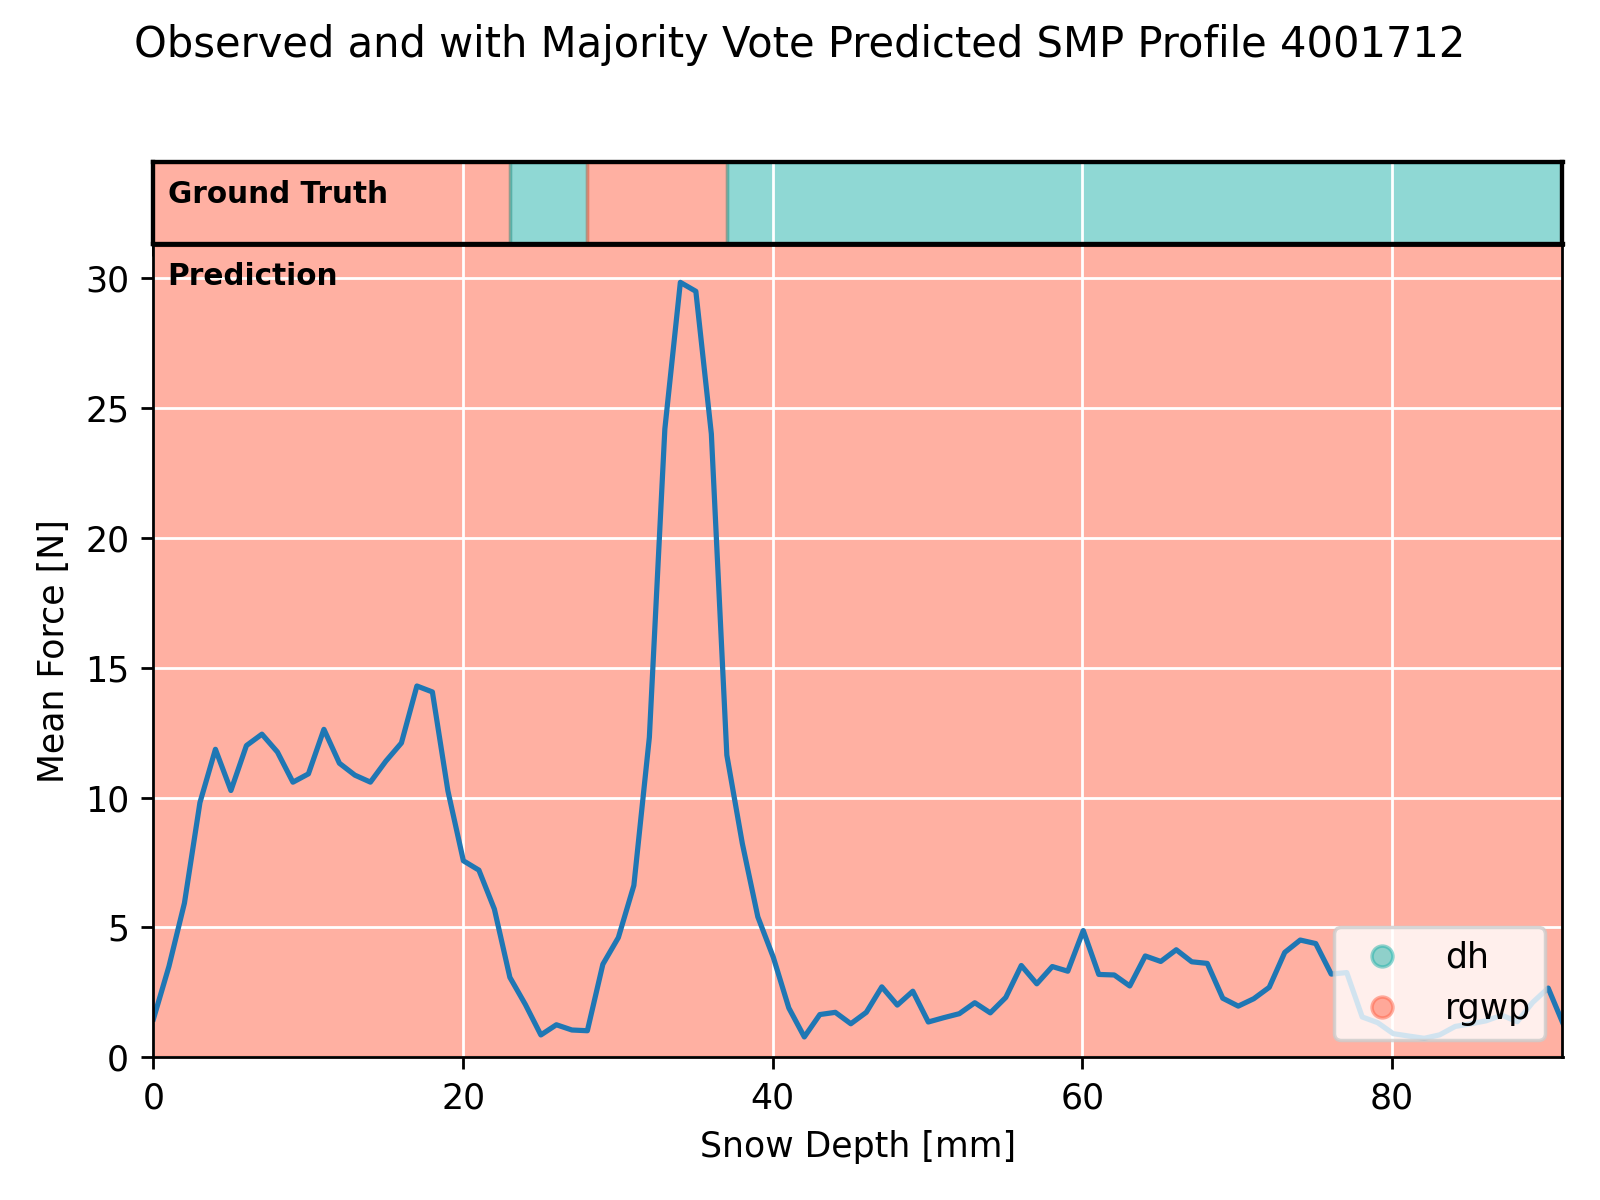 Observed and with Majority Vote Predicted SMP Profile 4001712
Ground Truth
Prediction
30
25
20
15
10
5
0
Mean Force [N]
dh
rgwp
0 20 40 60 80
Snow Depth [mm]